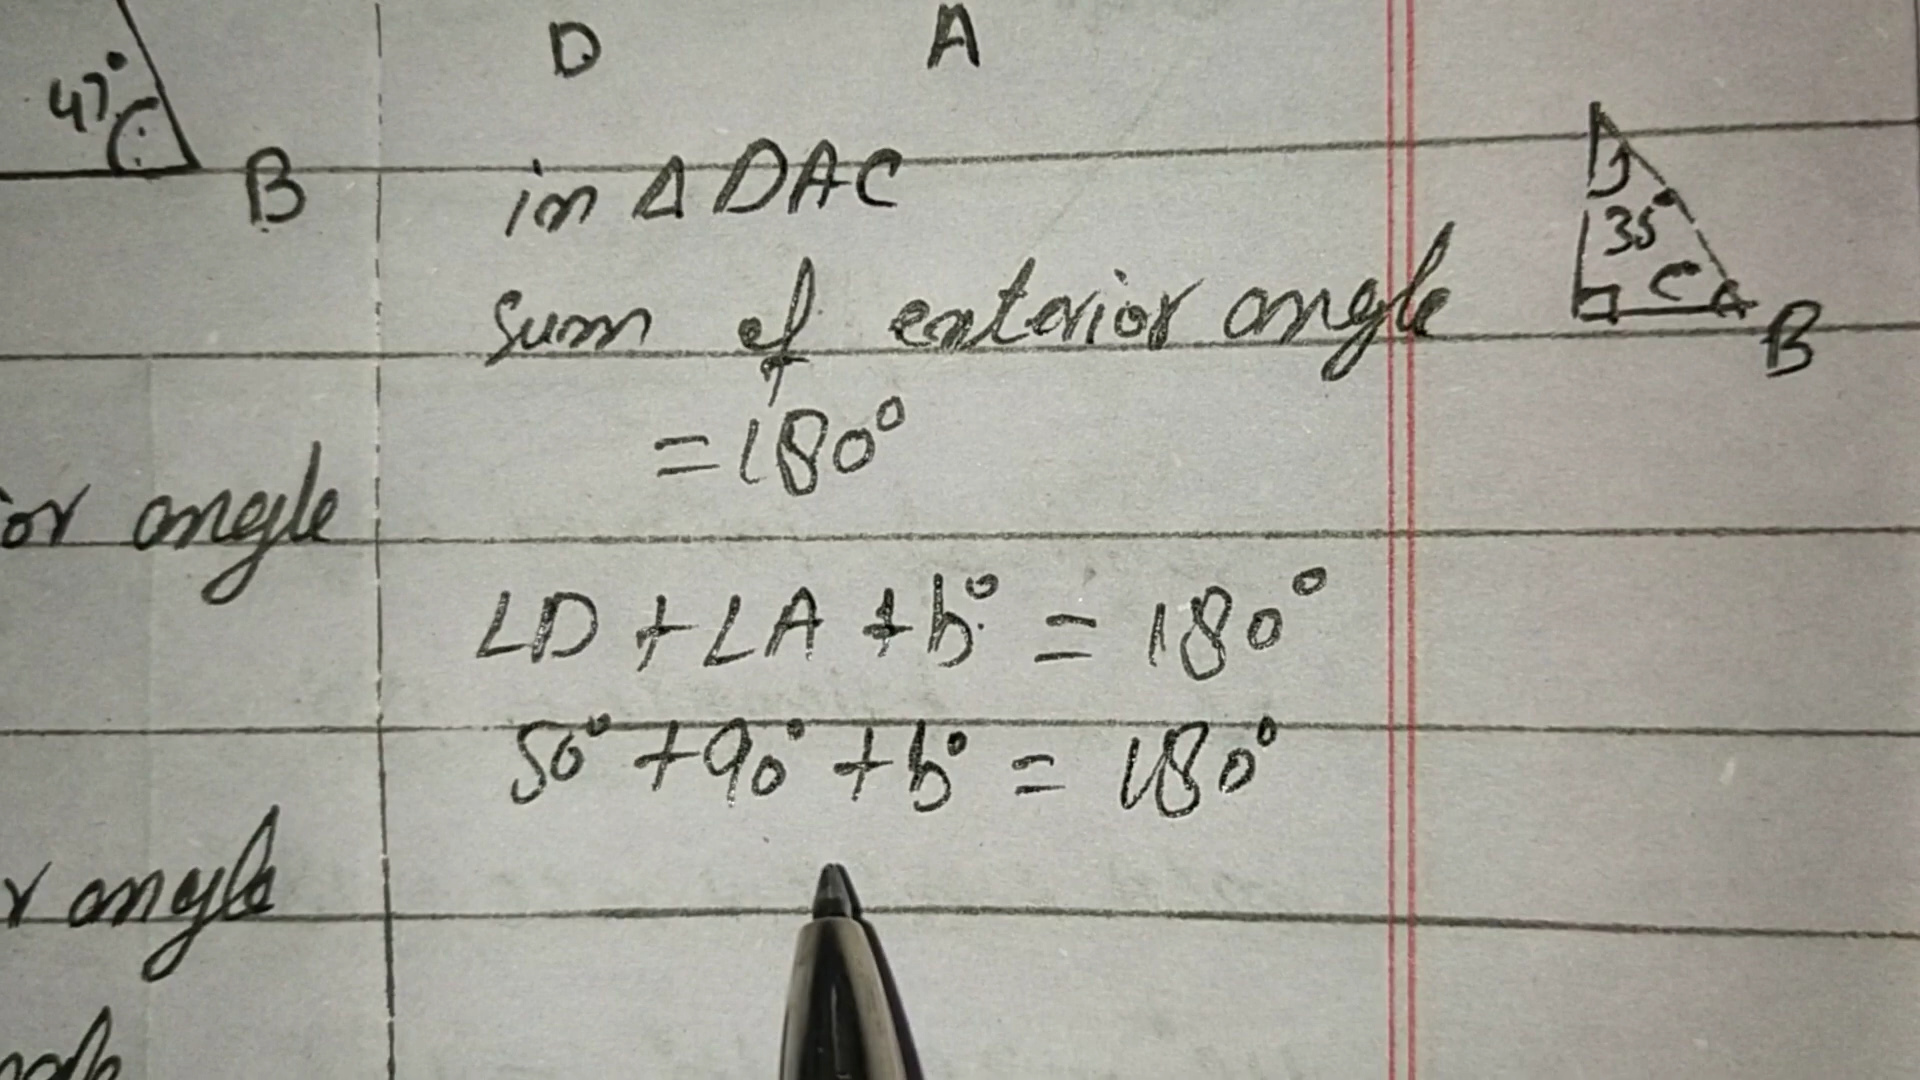 D A
47°
B
in Δ DAC
35°
C
B
sum of exterior angle
= 180°
or angle
∠D + ∠A + b° = 180°
50° + 90° + b° = 180°
r angle